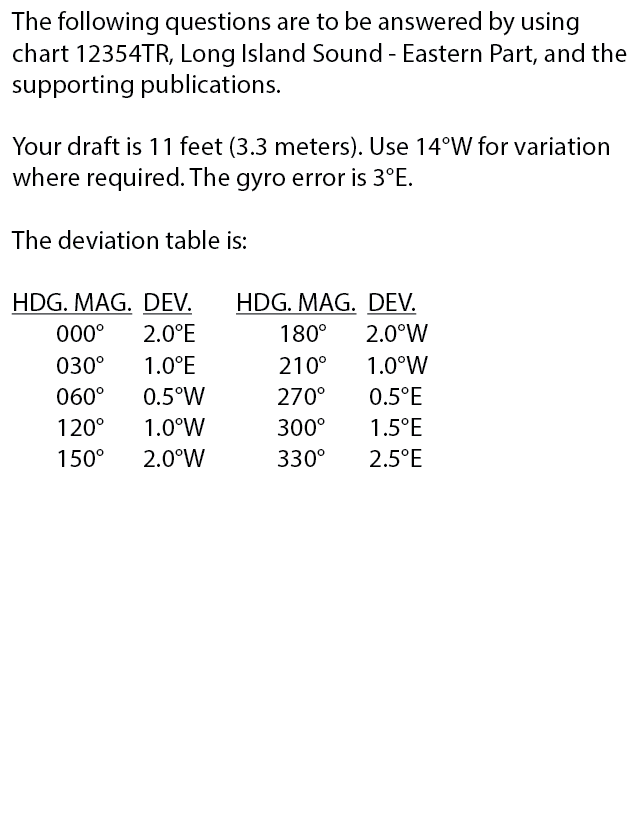 The following questions are to be answered by using
chart 12354TR, Long Island Sound - Eastern Part, and the
supporting publications.
Your draft is 11 feet (3.3 meters). Use 14°W for variation
where required. The gyro error is 3°E.
The deviation table is:
HDG. MAG. DEV. HDG. MAG. DEV.
000° 2.0°E 180° 2.0°W
030° 1.0°E 210° 1.0°W
060° 0.5°W 270° 0.5°E
120° 1.0°W 300° 1.5°E
150° 2.0°W 330° 2.5°E